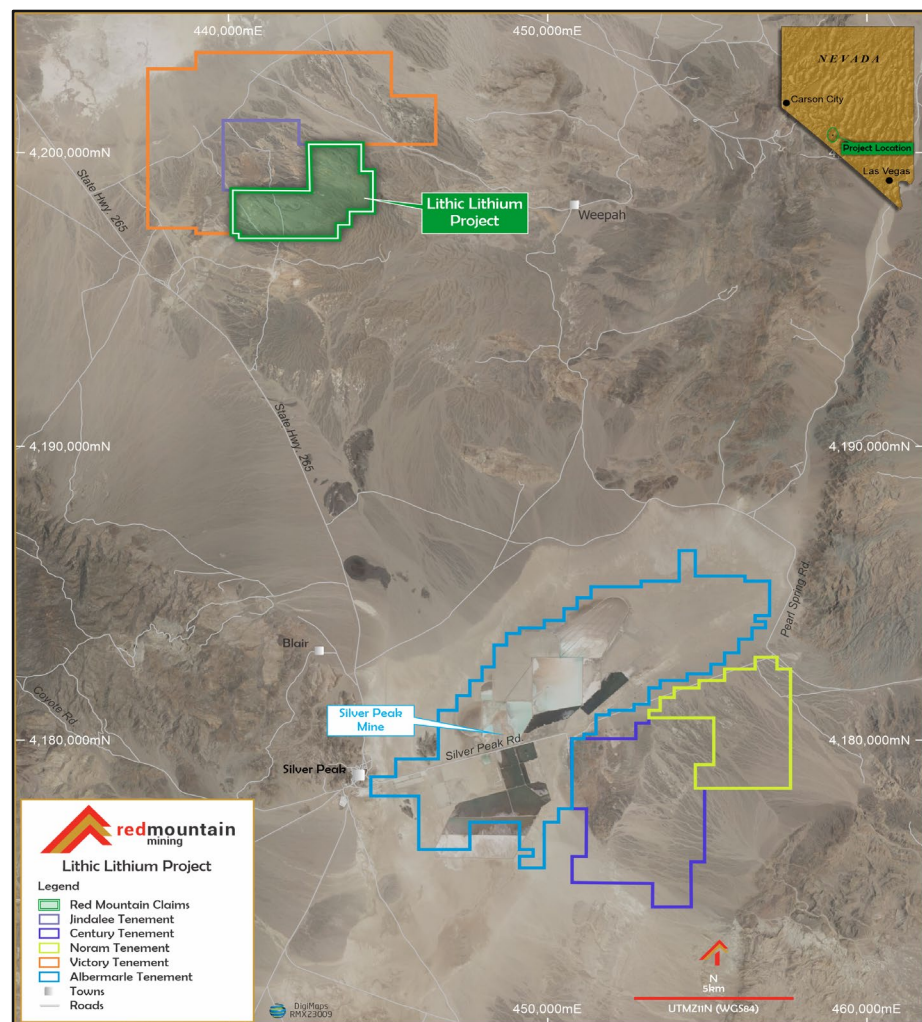 440,000mE
450,000mE
NEVADA
Carson City
Project Location
Las Vegas
4,200,000mN
State Hwy. 265
Lithic Lithium
Project
Weepah
4,190,000mN
4,190,000mN
State Hwy. 265
Pearl Spring Rd.
Blair
Coyote Rd.
Silver Peak
Mine
4,180,000mN
Silver Peak Rd.
Silver Peak
redmountain
mining
Lithic Lithium Project
Legend
Red Mountain Claims
Jindalee Tenement
Century Tenement
Noram Tenement
Victory Tenement
Albermarle Tenement
Towns
Roads
DigiMaps
RMX23009
N
5km
UTMZ11N (WGS84)
450,000mE
460,000mE